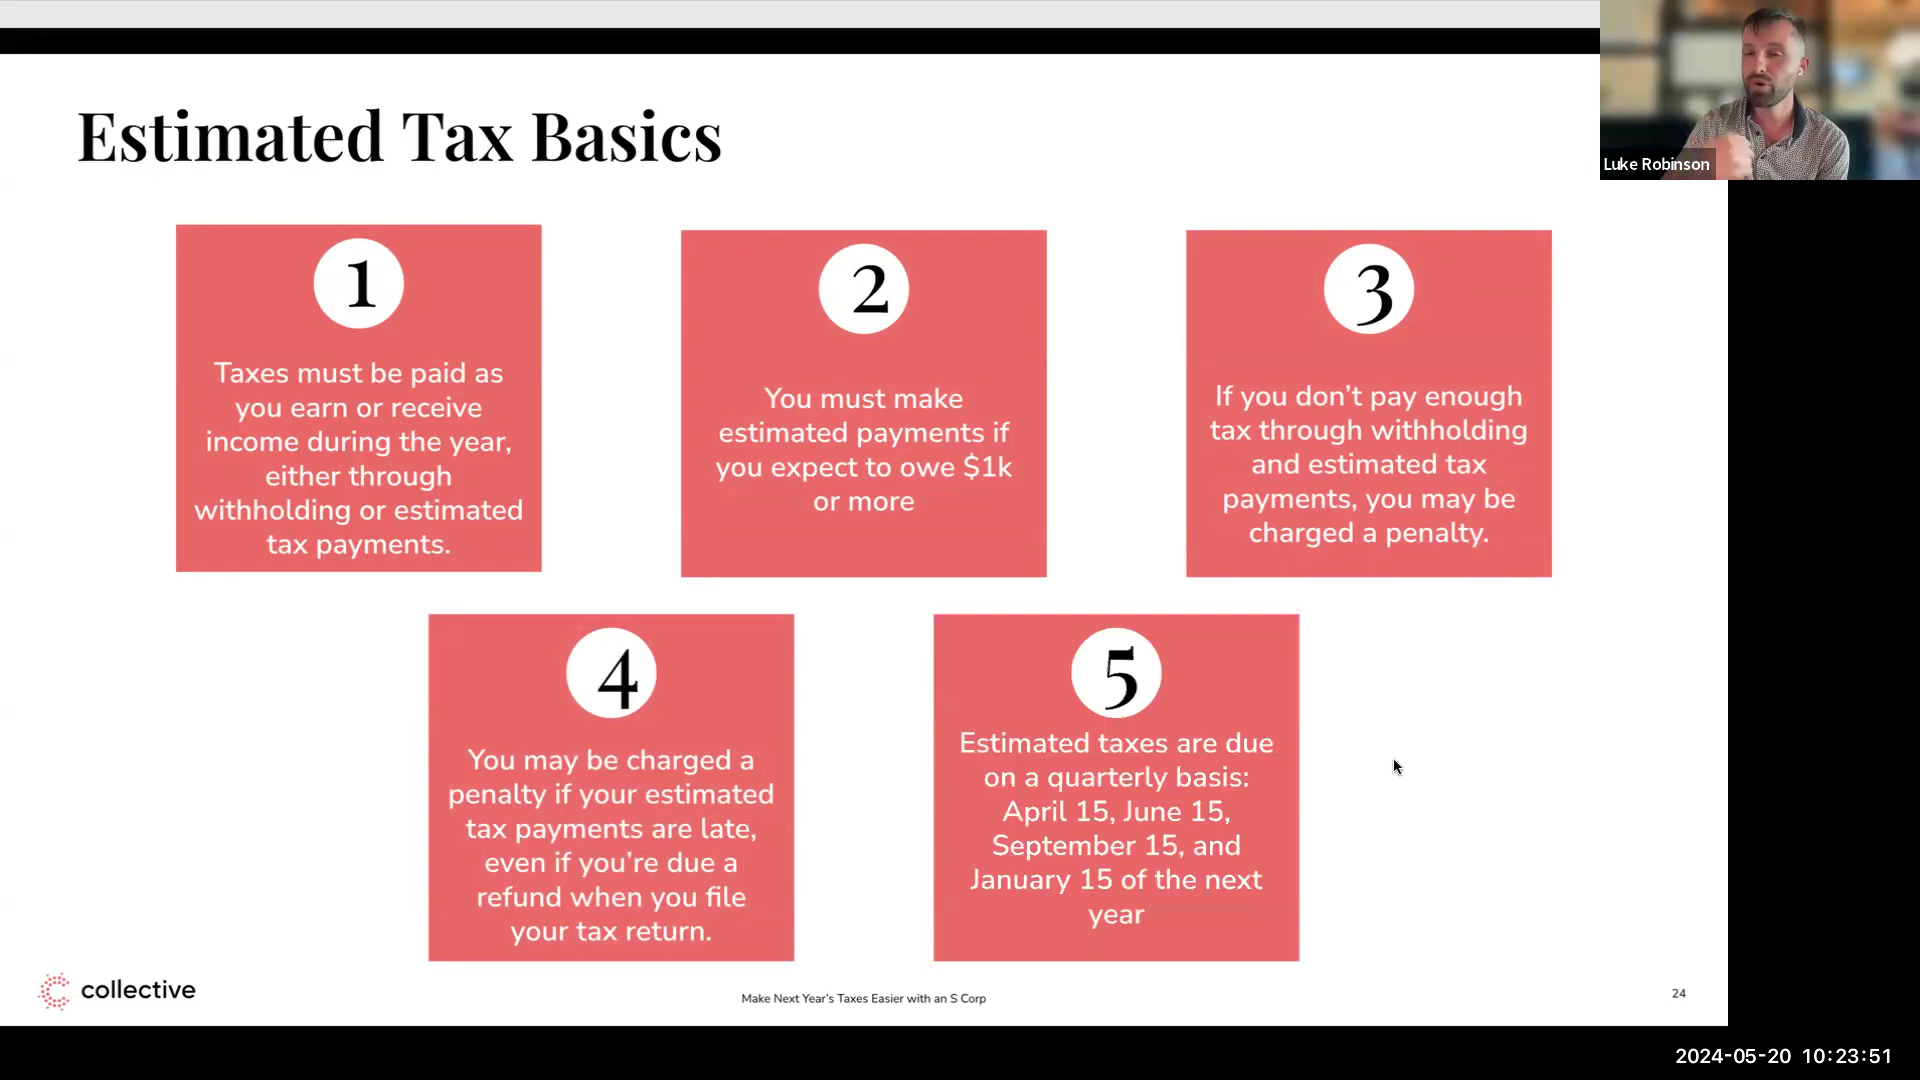 Luke Robinson
Estimated Tax Basics
1
Taxes must be paid as
you earn or receive
income during the year,
either through
withholding or estimated
tax payments.
2
You must make
estimated payments if
you expect to owe $1k
or more
3
If you don’t pay enough
tax through withholding
and estimated tax
payments, you may be
charged a penalty.
4
You may be charged a
penalty if your estimated
tax payments are late,
even if you’re due a
refund when you file
your tax return.
5
Estimated taxes are due
on a quarterly basis:
April 15, June 15,
September 15, and
January 15 of the next
year
collective
Make Next Year’s Taxes Easier with an S Corp
24
2024-05-20 10:23:51